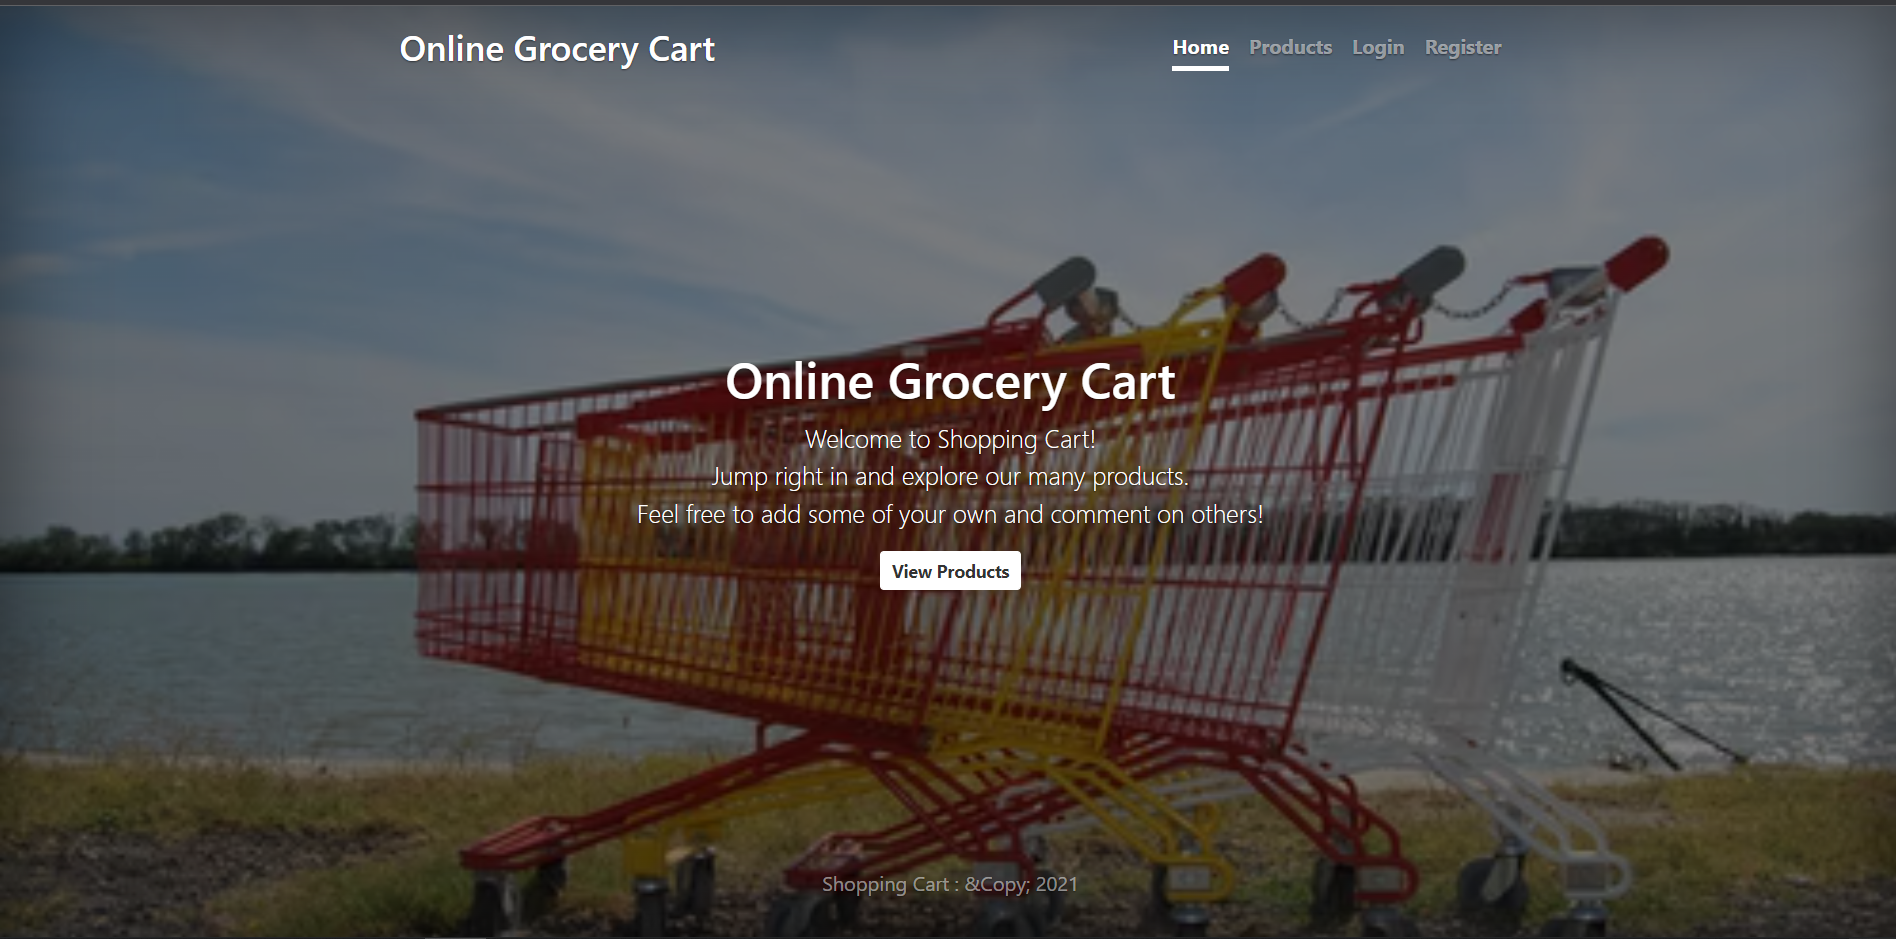 Online Grocery Cart
Home Products Login Register
Online Grocery Cart
Welcome to Shopping Cart!
Jump right in and explore our many products.
Feel free to add some of your own and comment on others!
View Products
Shopping Cart : &Copy; 2021